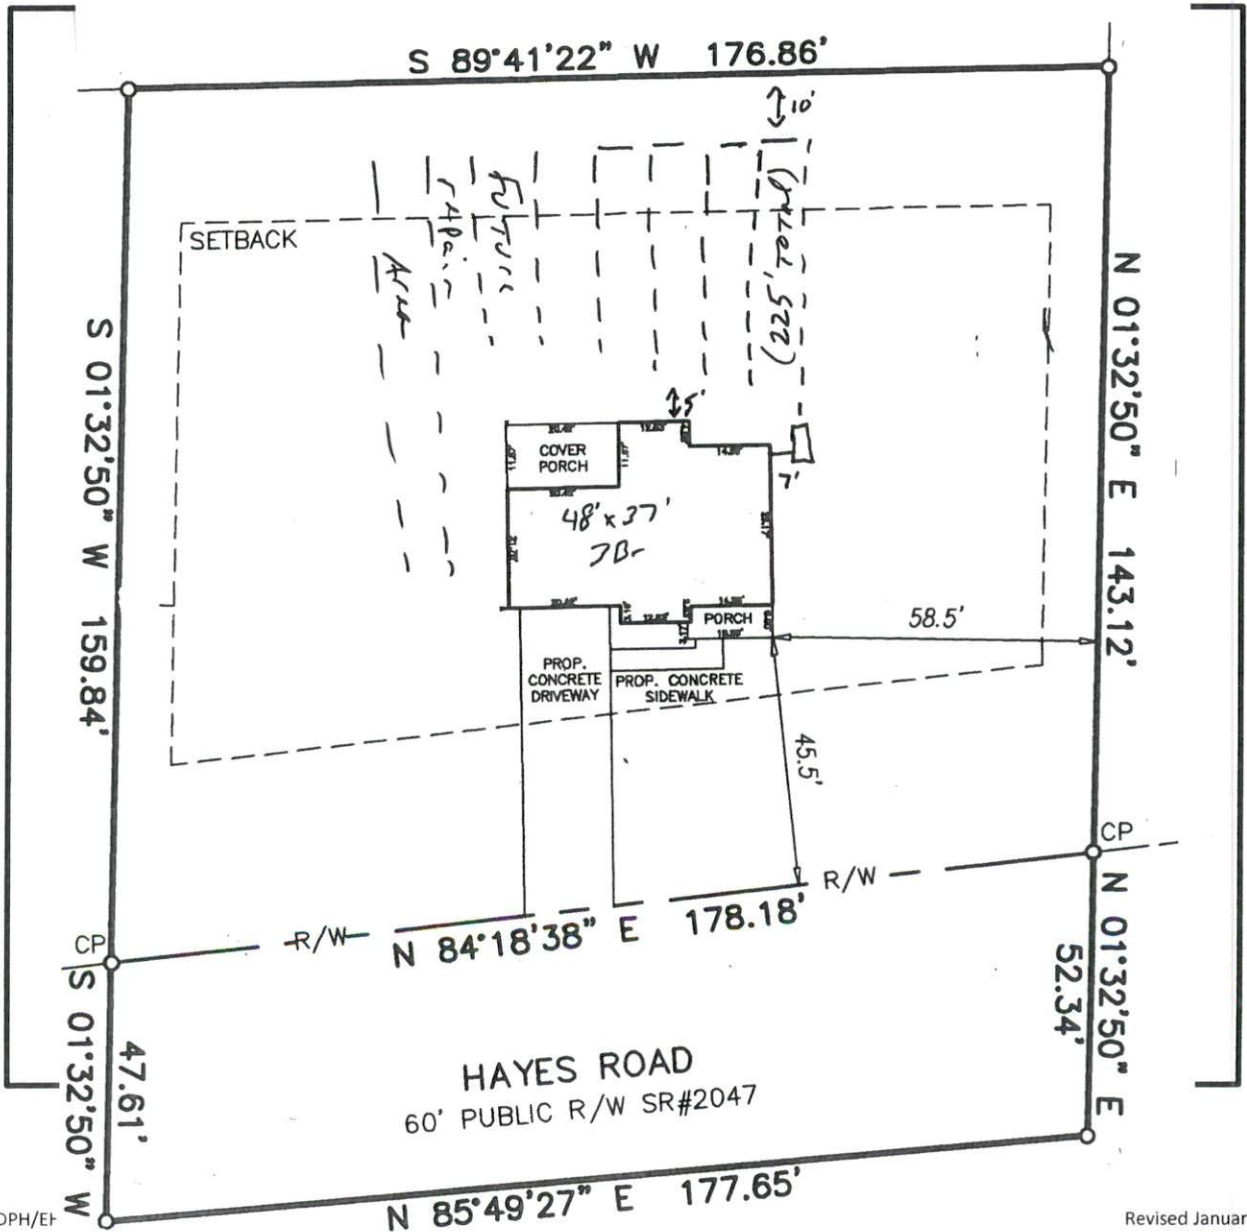 S 89°41'22" W 176.86'
10'
SETBACK
Future
repair
Area
S 01°32'50" W 159.84'
N 01°32'50" E 143.12'
5'
COVER
PORCH
7'
48' x 37'
3Br
PORCH
58.5'
PROP.
CONCRETE
DRIVEWAY
PROP. CONCRETE
SIDEWALK
45.5'
CP
R/W
R/W
CP
N 84°18'38" E 178.18'
S 01°32'50" W
47.61'
N 01°32'50" E
52.34'
HAYES ROAD
60' PUBLIC R/W SR#2047
N 85°49'27" E 177.65'
Revised Januar